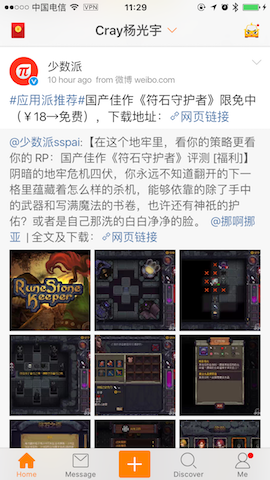 中国电信 VPN 11:29
Cray杨光宇
少数派
10 hour ago from 微博 weibo.com
#应用派推荐#国产佳作《符石守护者》限免中
（￥18→免费），下载地址： 网页链接
@少数派sspai:【在这个地牢里，看你的策略更看
你的 RP：国产佳作《符石守护者》评测 [福利]】
阴暗的地牢危机四伏，你永远不知道翻开的下一
格里蕴藏着怎么样的杀机，能够依靠的除了手中
的武器和写满魔法的书卷，也许还有神祇的护
佑？或者是自己那洗的白白净净的脸。 @挪啊挪
亚 | 全文及下载： 网页链接
RuneStone
Keeper
Home
Message
Discover
Me